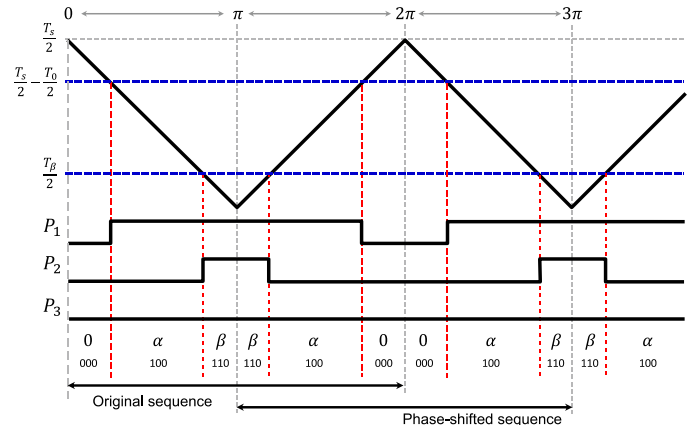 0 π 2π 3π
Ts/2
Ts/2 − T0/2
Tβ/2
P1
P2
P3
0 α β β α 0 0 α β β α
000 100 110 110 100 000 000 100 110 110 100
Original sequence
Phase-shifted sequence